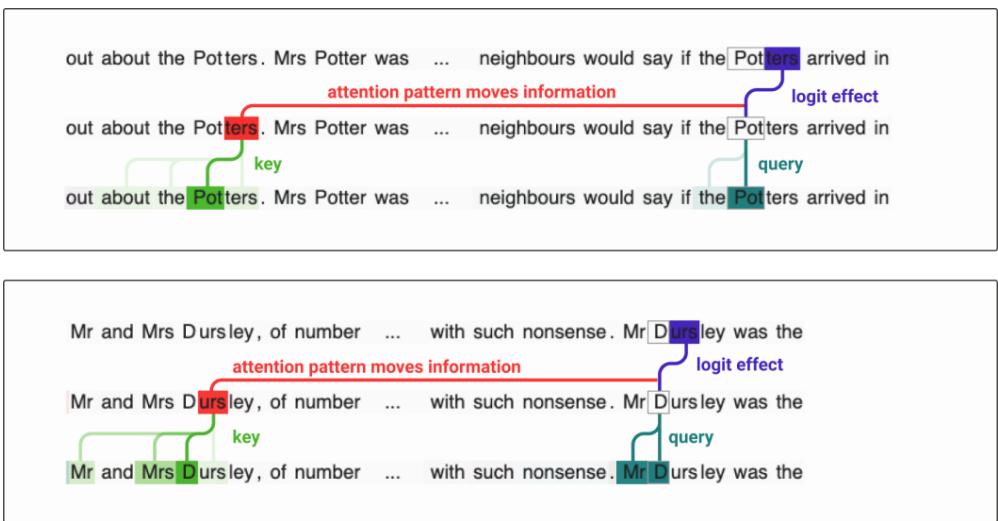 out about the Potters. Mrs Potter was ... neighbours would say if the Potters arrived in
attention pattern moves information
logit effect
out about the Potters. Mrs Potter was ... neighbours would say if the Potters arrived in
key
query
out about the Potters. Mrs Potter was ... neighbours would say if the Potters arrived in
Mr and Mrs Dursley, of number ... with such nonsense. Mr Dursley was the
attention pattern moves information
logit effect
Mr and Mrs Dursley, of number ... with such nonsense. Mr Dursley was the
key
query
Mr and Mrs Dursley, of number ... with such nonsense. Mr Dursley was the